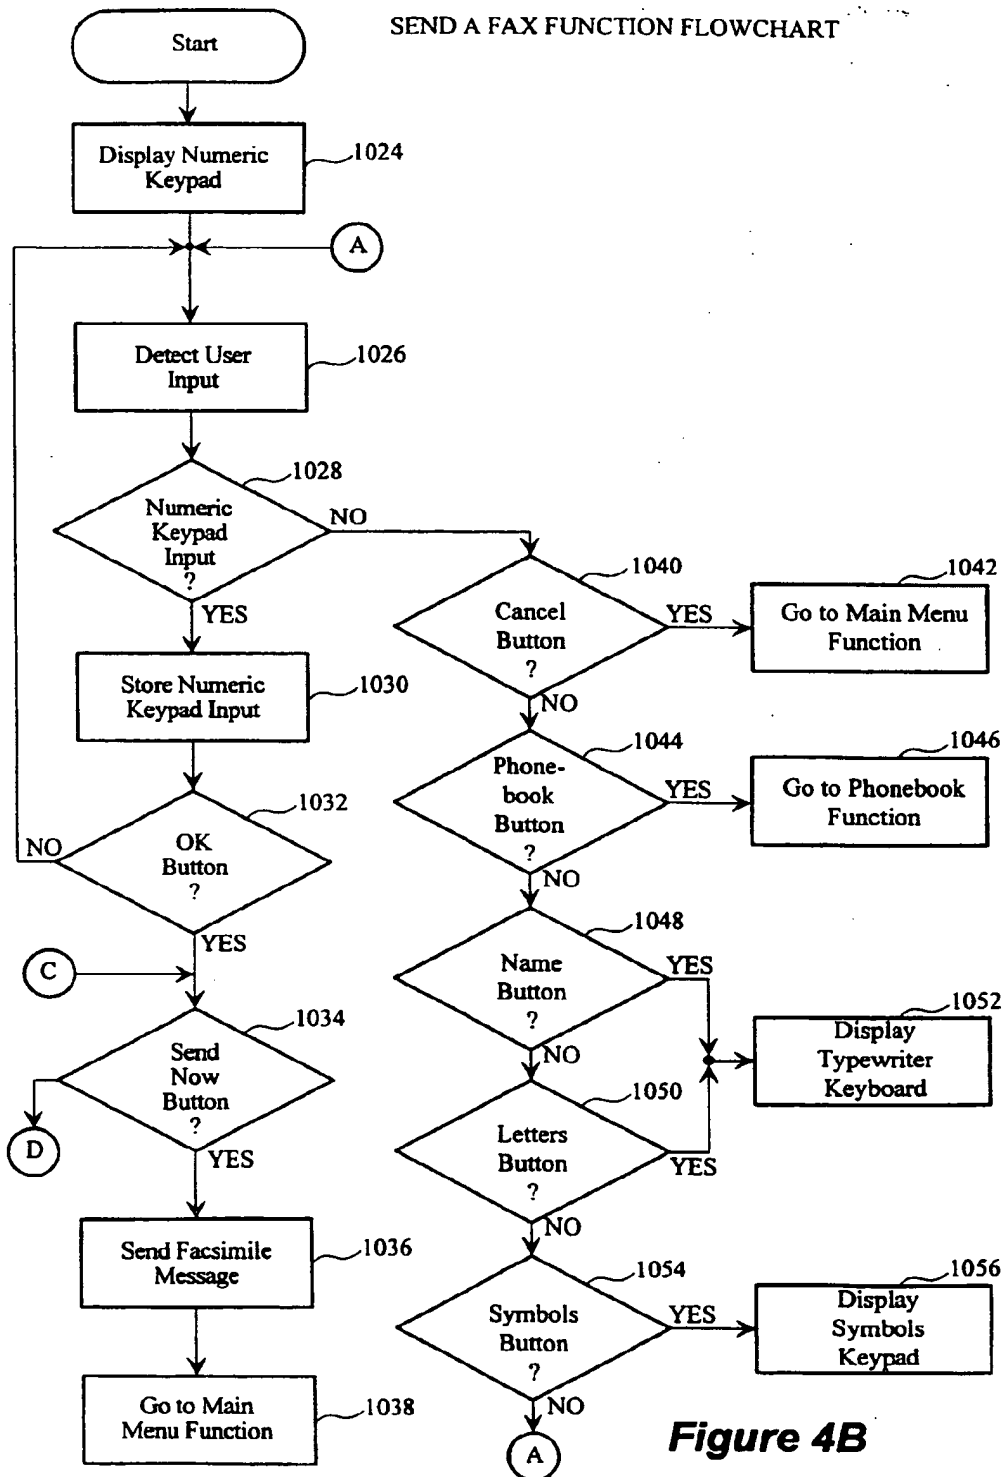 SEND A FAX FUNCTION FLOWCHART
Start
Display Numeric
Keypad
1024
A
Detect User
Input
1026
Numeric
Keypad
Input
?
1028
NO
YES
Store Numeric
Keypad Input
1030
OK
Button
?
1032
NO
YES
C
Send
Now
Button
?
1034
D
YES
Send Facsimile
Message
1036
Go to Main
Menu Function
1038
Cancel
Button
?
1040
YES
Go to Main Menu
Function
1042
NO
Phone-
book
Button
?
1044
YES
Go to Phonebook
Function
1046
NO
Name
Button
?
1048
YES
NO
Display
Typewriter
Keyboard
1052
Letters
Button
?
1050
YES
NO
Symbols
Button
?
1054
YES
Display
Symbols
Keypad
1056
NO
A
Figure 4B